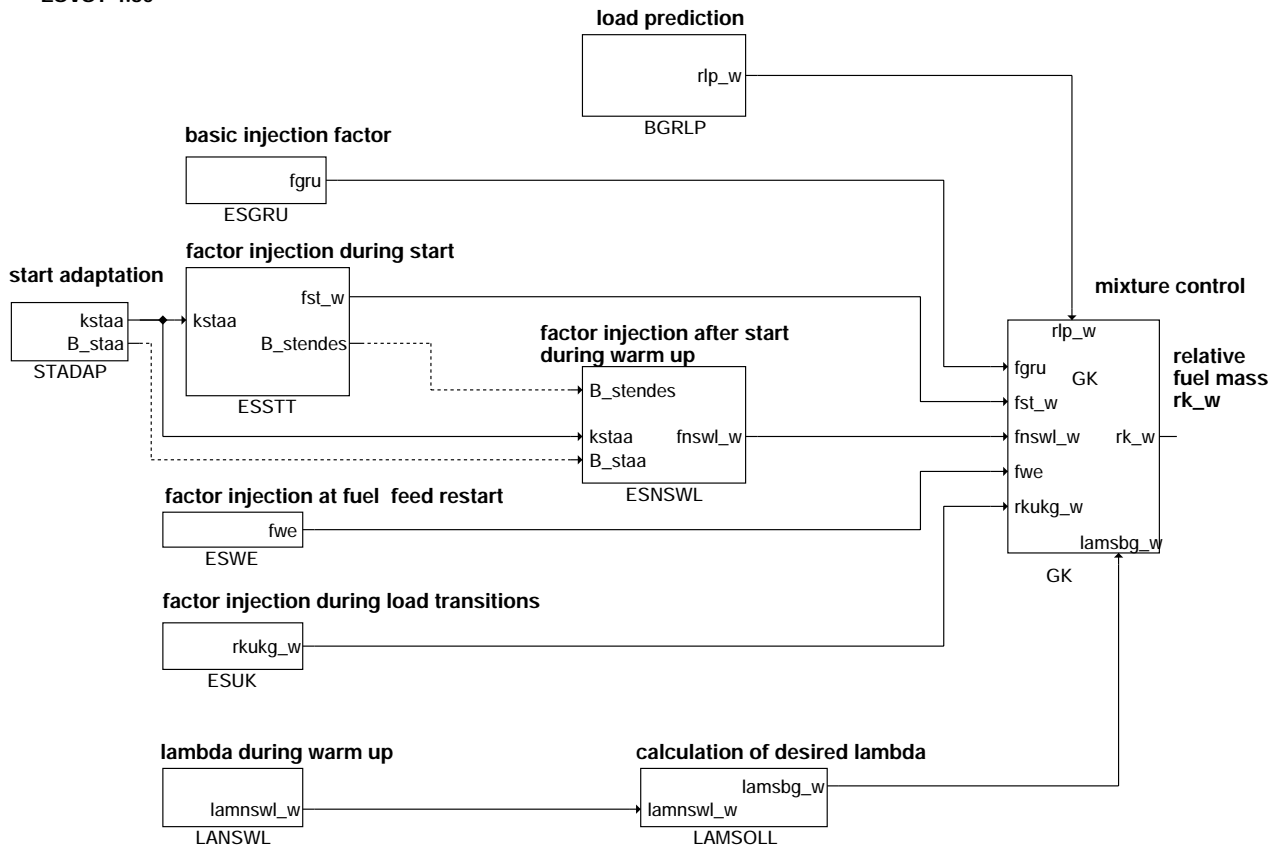 load prediction
rlp_w
BGRLP
basic injection factor
fgru
ESGRU
factor injection during start
start adaptation
kstaa
B_staa
STADAP
kstaa
fst_w
B_stendes
ESSTT
factor injection after start
during warm up
B_stendes
kstaa
B_staa
fnswl_w
ESNSWL
mixture control
rlp_w
fgru
GK
fst_w
fnswl_w
rk_w
fwe
rkukg_w
lamsbg_w
GK
relative
fuel mass
rk_w
factor injection at fuel feed restart
fwe
ESWE
factor injection during load transitions
rkukg_w
ESUK
lambda during warm up
lamnswl_w
LANSWL
calculation of desired lambda
lamsbg_w
lamnswl_w
LAMSOLL